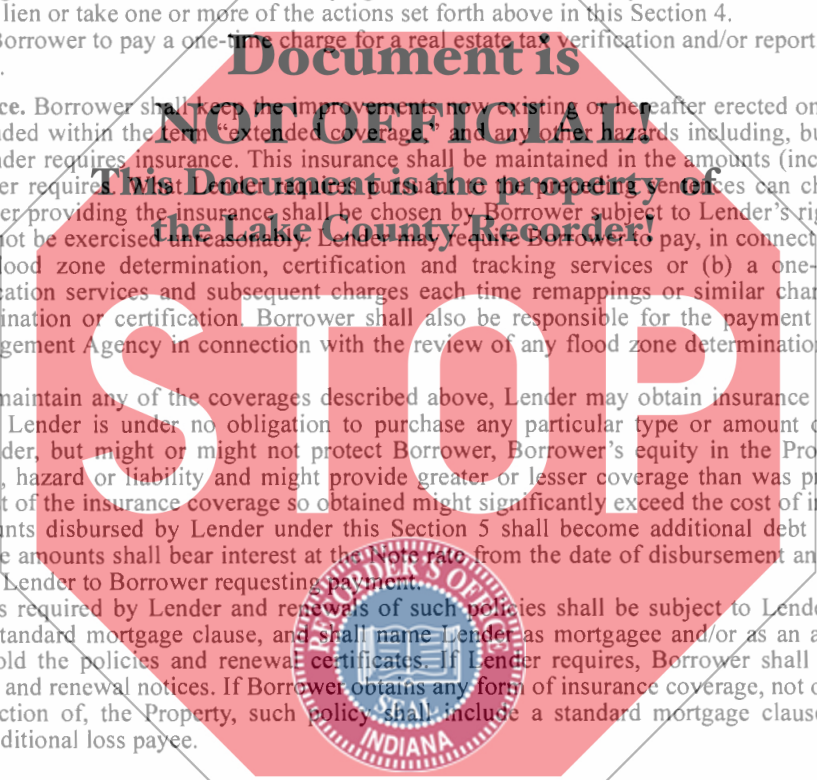 lien or take one or more of the actions set forth above in this Section 4.
Borrower to pay a one-time charge for a real estate tax verification and/or report
Document is
ce. Borrower shall keep the improvements now existing or hereafter erected on
NOT OFFICIAL!
ded within the term “extended coverage,” and any other hazards including, bu
nder requires insurance. This insurance shall be maintained in the amounts (inc
This Document is the property of
er requires. What Lender requires pursuant to the preceding sentences can ch
er providing the insurance shall be chosen by Borrower subject to Lender’s rig
the Lake County Recorder!
not be exercised unreasonably. Lender may require Borrower to pay, in connect
lood zone determination, certification and tracking services or (b) a one-
cation services and subsequent charges each time remappings or similar char
ination or certification. Borrower shall also be responsible for the payment
gement Agency in connection with the review of any flood zone determination
STOP
maintain any of the coverages described above, Lender may obtain insurance
Lender is under no obligation to purchase any particular type or amount o
der, but might or might not protect Borrower, Borrower’s equity in the Pro
, hazard or liability and might provide greater or lesser coverage than was pr
t of the insurance coverage so obtained might significantly exceed the cost of i
nts disbursed by Lender under this Section 5 shall become additional debt
e amounts shall bear interest at the Note rate from the date of disbursement an
Lender to Borrower requesting payment.
s required by Lender and renewals of such policies shall be subject to Lende
tandard mortgage clause, and shall name Lender as mortgagee and/or as an a
old the policies and renewal certificates. If Lender requires, Borrower shall
and renewal notices. If Borrower obtains any form of insurance coverage, not o
ction of, the Property, such policy shall include a standard mortgage clause
ditional loss payee.
RECORDER'S OFFICE
SEAL
INDIANA